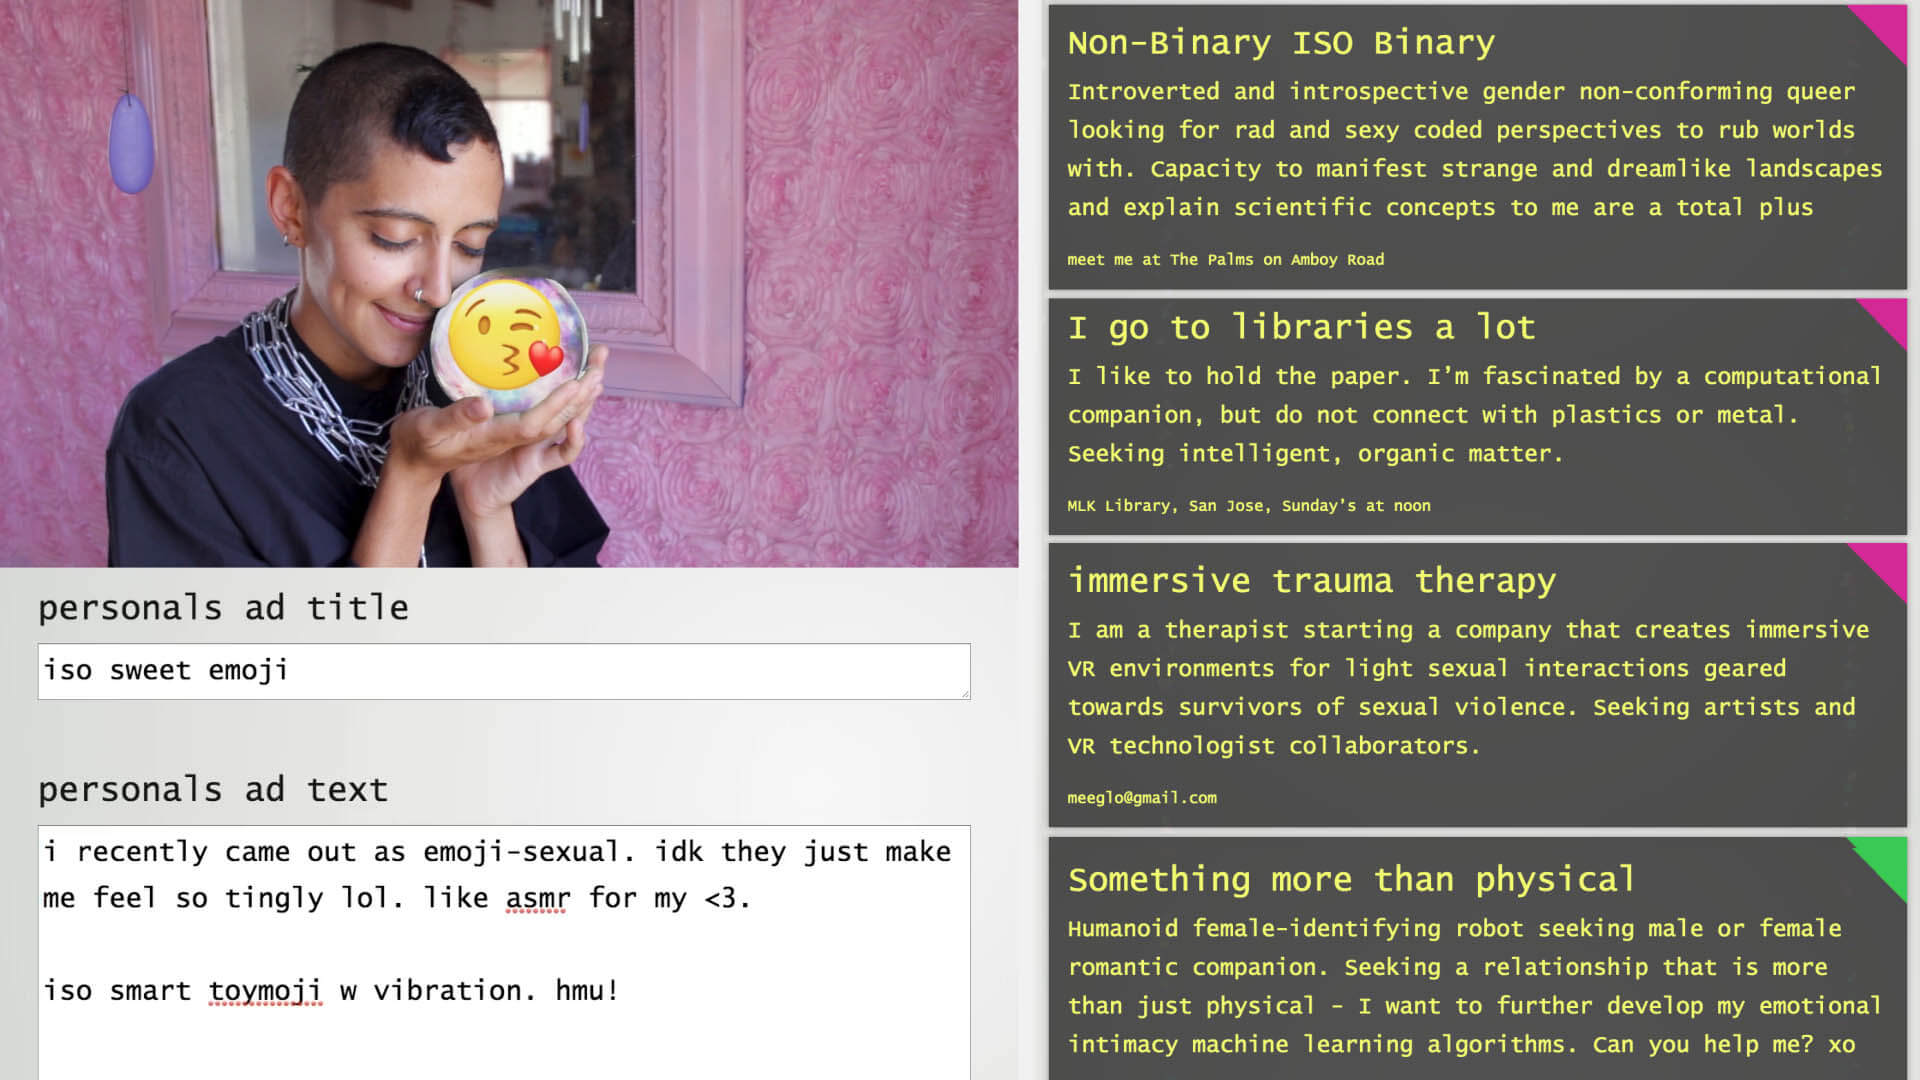 personals ad title
iso sweet emoji
personals ad text
i recently came out as emoji-sexual. idk they just make
me feel so tingly lol. like asmr for my <3.
iso smart toymoji w vibration. hmu!
Non-Binary ISO Binary
Introverted and introspective gender non-conforming queer
looking for rad and sexy coded perspectives to rub worlds
with. Capacity to manifest strange and dreamlike landscapes
and explain scientific concepts to me are a total plus
meet me at The Palms on Amboy Road
I go to libraries a lot
I like to hold the paper. I’m fascinated by a computational
companion, but do not connect with plastics or metal.
Seeking intelligent, organic matter.
MLK Library, San Jose, Sunday’s at noon
immersive trauma therapy
I am a therapist starting a company that creates immersive
VR environments for light sexual interactions geared
towards survivors of sexual violence. Seeking artists and
VR technologist collaborators.
meeglo@gmail.com
Something more than physical
Humanoid female-identifying robot seeking male or female
romantic companion. Seeking a relationship that is more
than just physical - I want to further develop my emotional
intimacy machine learning algorithms. Can you help me? xo